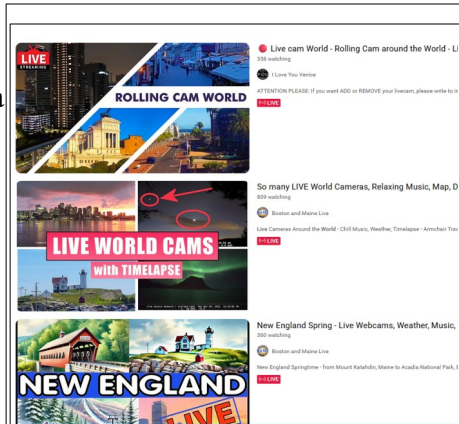 a
LIVE
STREAMING
ROLLING CAM WORLD
Live cam World - Rolling Cam around the World - Li
358 watching
I Love You Venice
ATTENTION PLEASE: If you want ADD or REMOVE your livecam, please write to in
LIVE
LIVE WORLD CAMS
with TIMELAPSE
So many LIVE World Cameras, Relaxing Music, Map, D
809 watching
Boston and Maine Live
Live Cameras Around the World - Chill Music, Weather, Timelapse - Armchair Trav
LIVE
NEW ENGLAND
LIVE
New England Spring - Live Webcams, Weather, Music,
360 watching
Boston and Maine Live
New England Springtime - from Mount Katahdin, Maine to Acadia National Park, B
LIVE